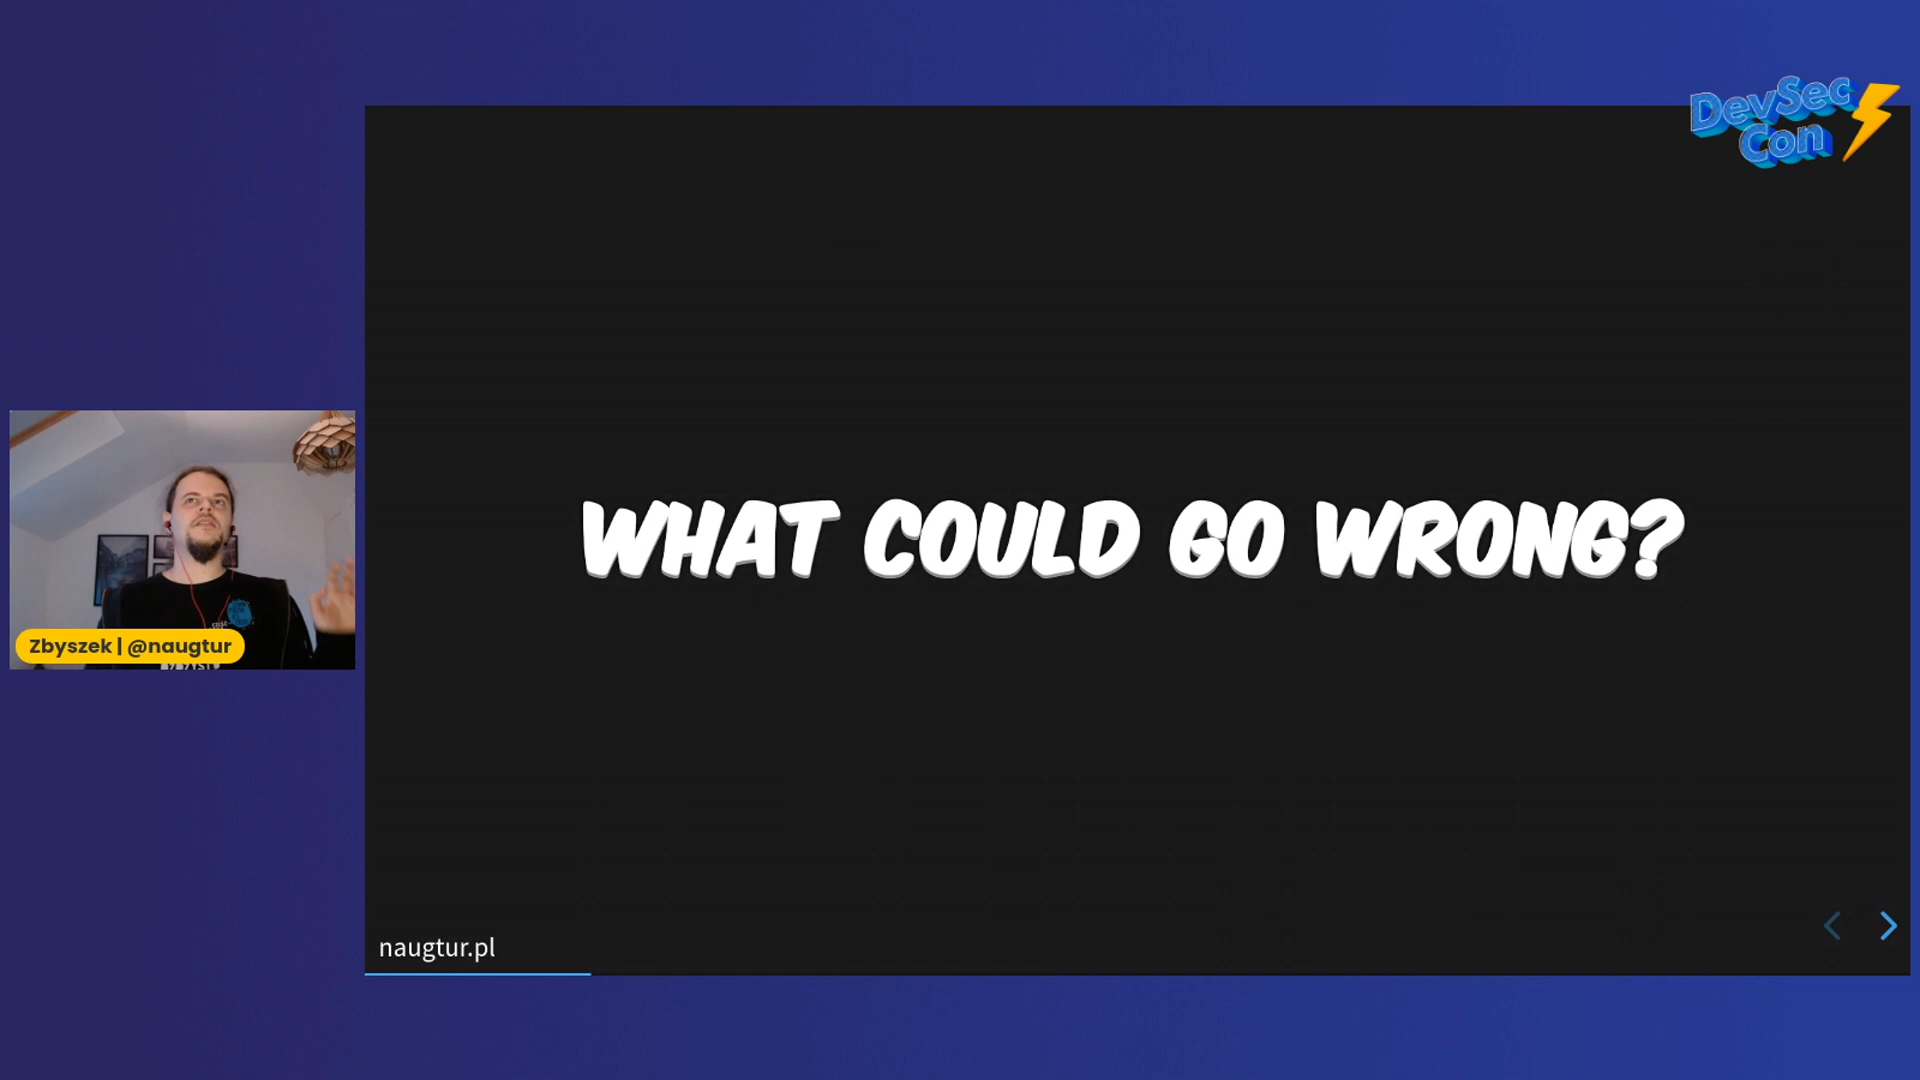 DevSec
Con
WHAT COULD GO WRONG?
Zbyszek | @naugtur
naugtur.pl